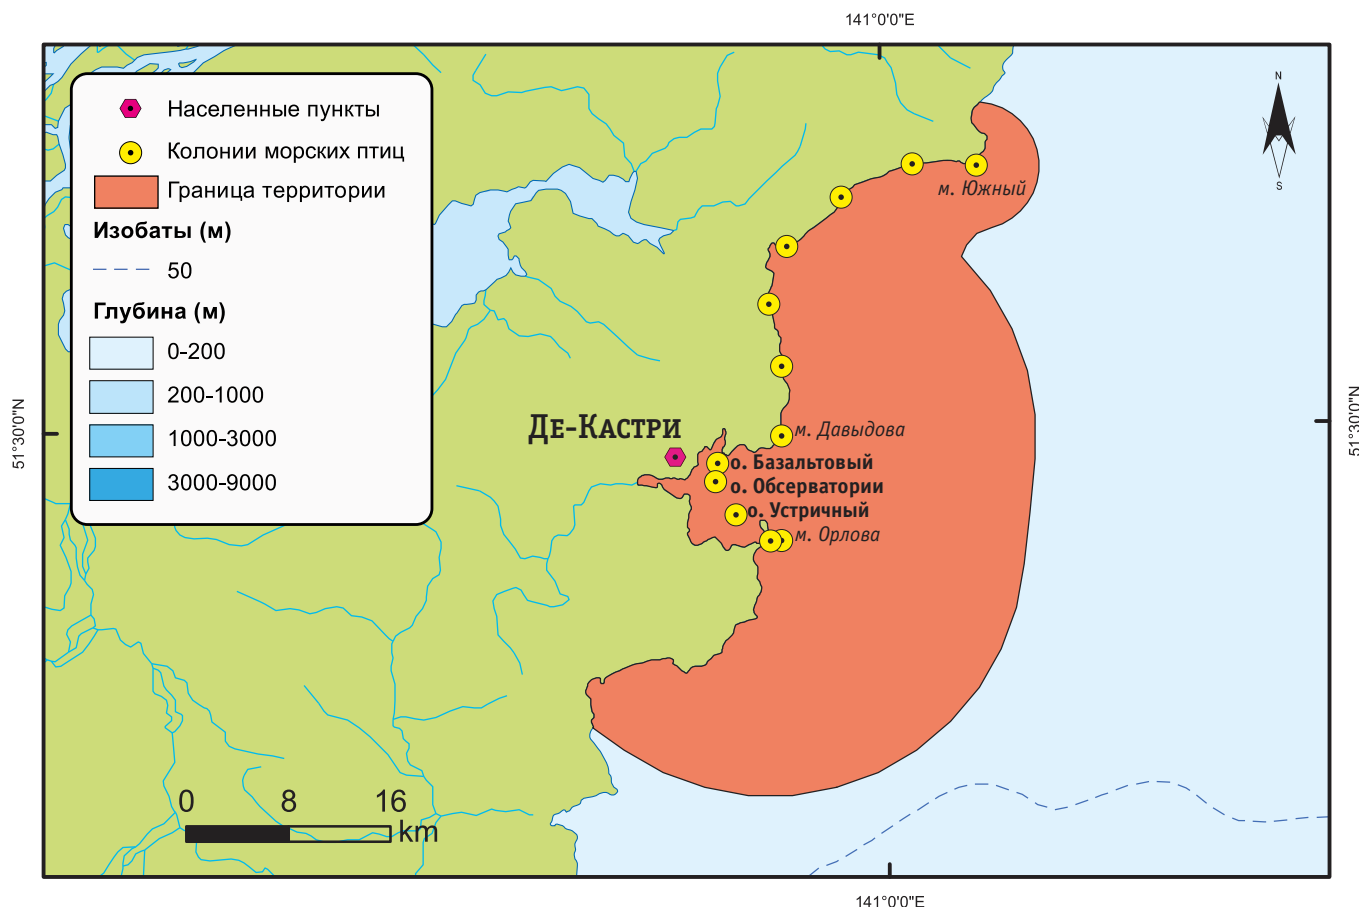 141°0'0"E
N
S
Населенные пункты
Колонии морских птиц
Граница территории
Изобаты (м)
50
Глубина (м)
0-200
200-1000
1000-3000
3000-9000
м. Южный
51°30'0"N
51°30'0"N
Де-Кастри
м. Давыдова
о. Базальтовый
о. Обсерватории
о. Устричный
м. Орлова
0 8 16
km
141°0'0"E